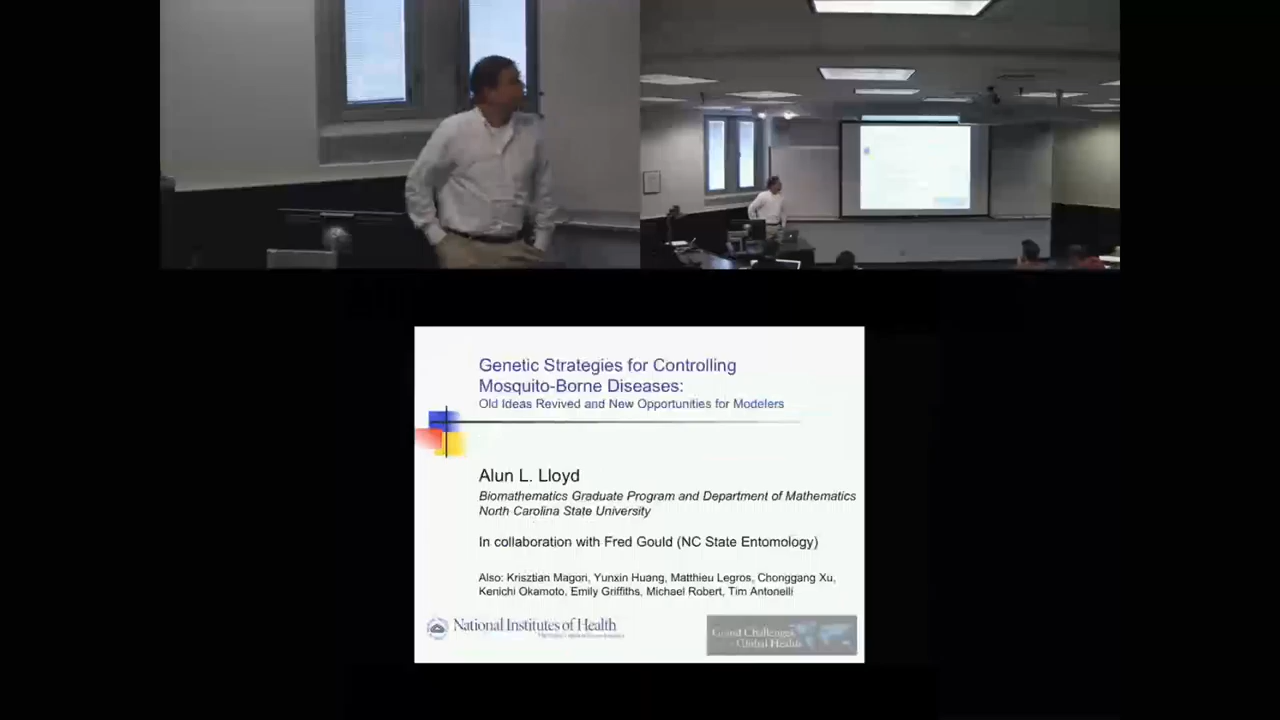 Genetic Strategies for Controlling
Mosquito-Borne Diseases:
Old Ideas Revived and New Opportunities for Modelers
Alun L. Lloyd
Biomathematics Graduate Program and Department of Mathematics
North Carolina State University
In collaboration with Fred Gould (NC State Entomology)
Also: Krisztian Magori, Yunxin Huang, Matthieu Legros, Chonggang Xu,
Kenichi Okamoto, Emily Griffiths, Michael Robert, Tim Antonelli
National Institutes of Health
Grand Challenges
Global Health